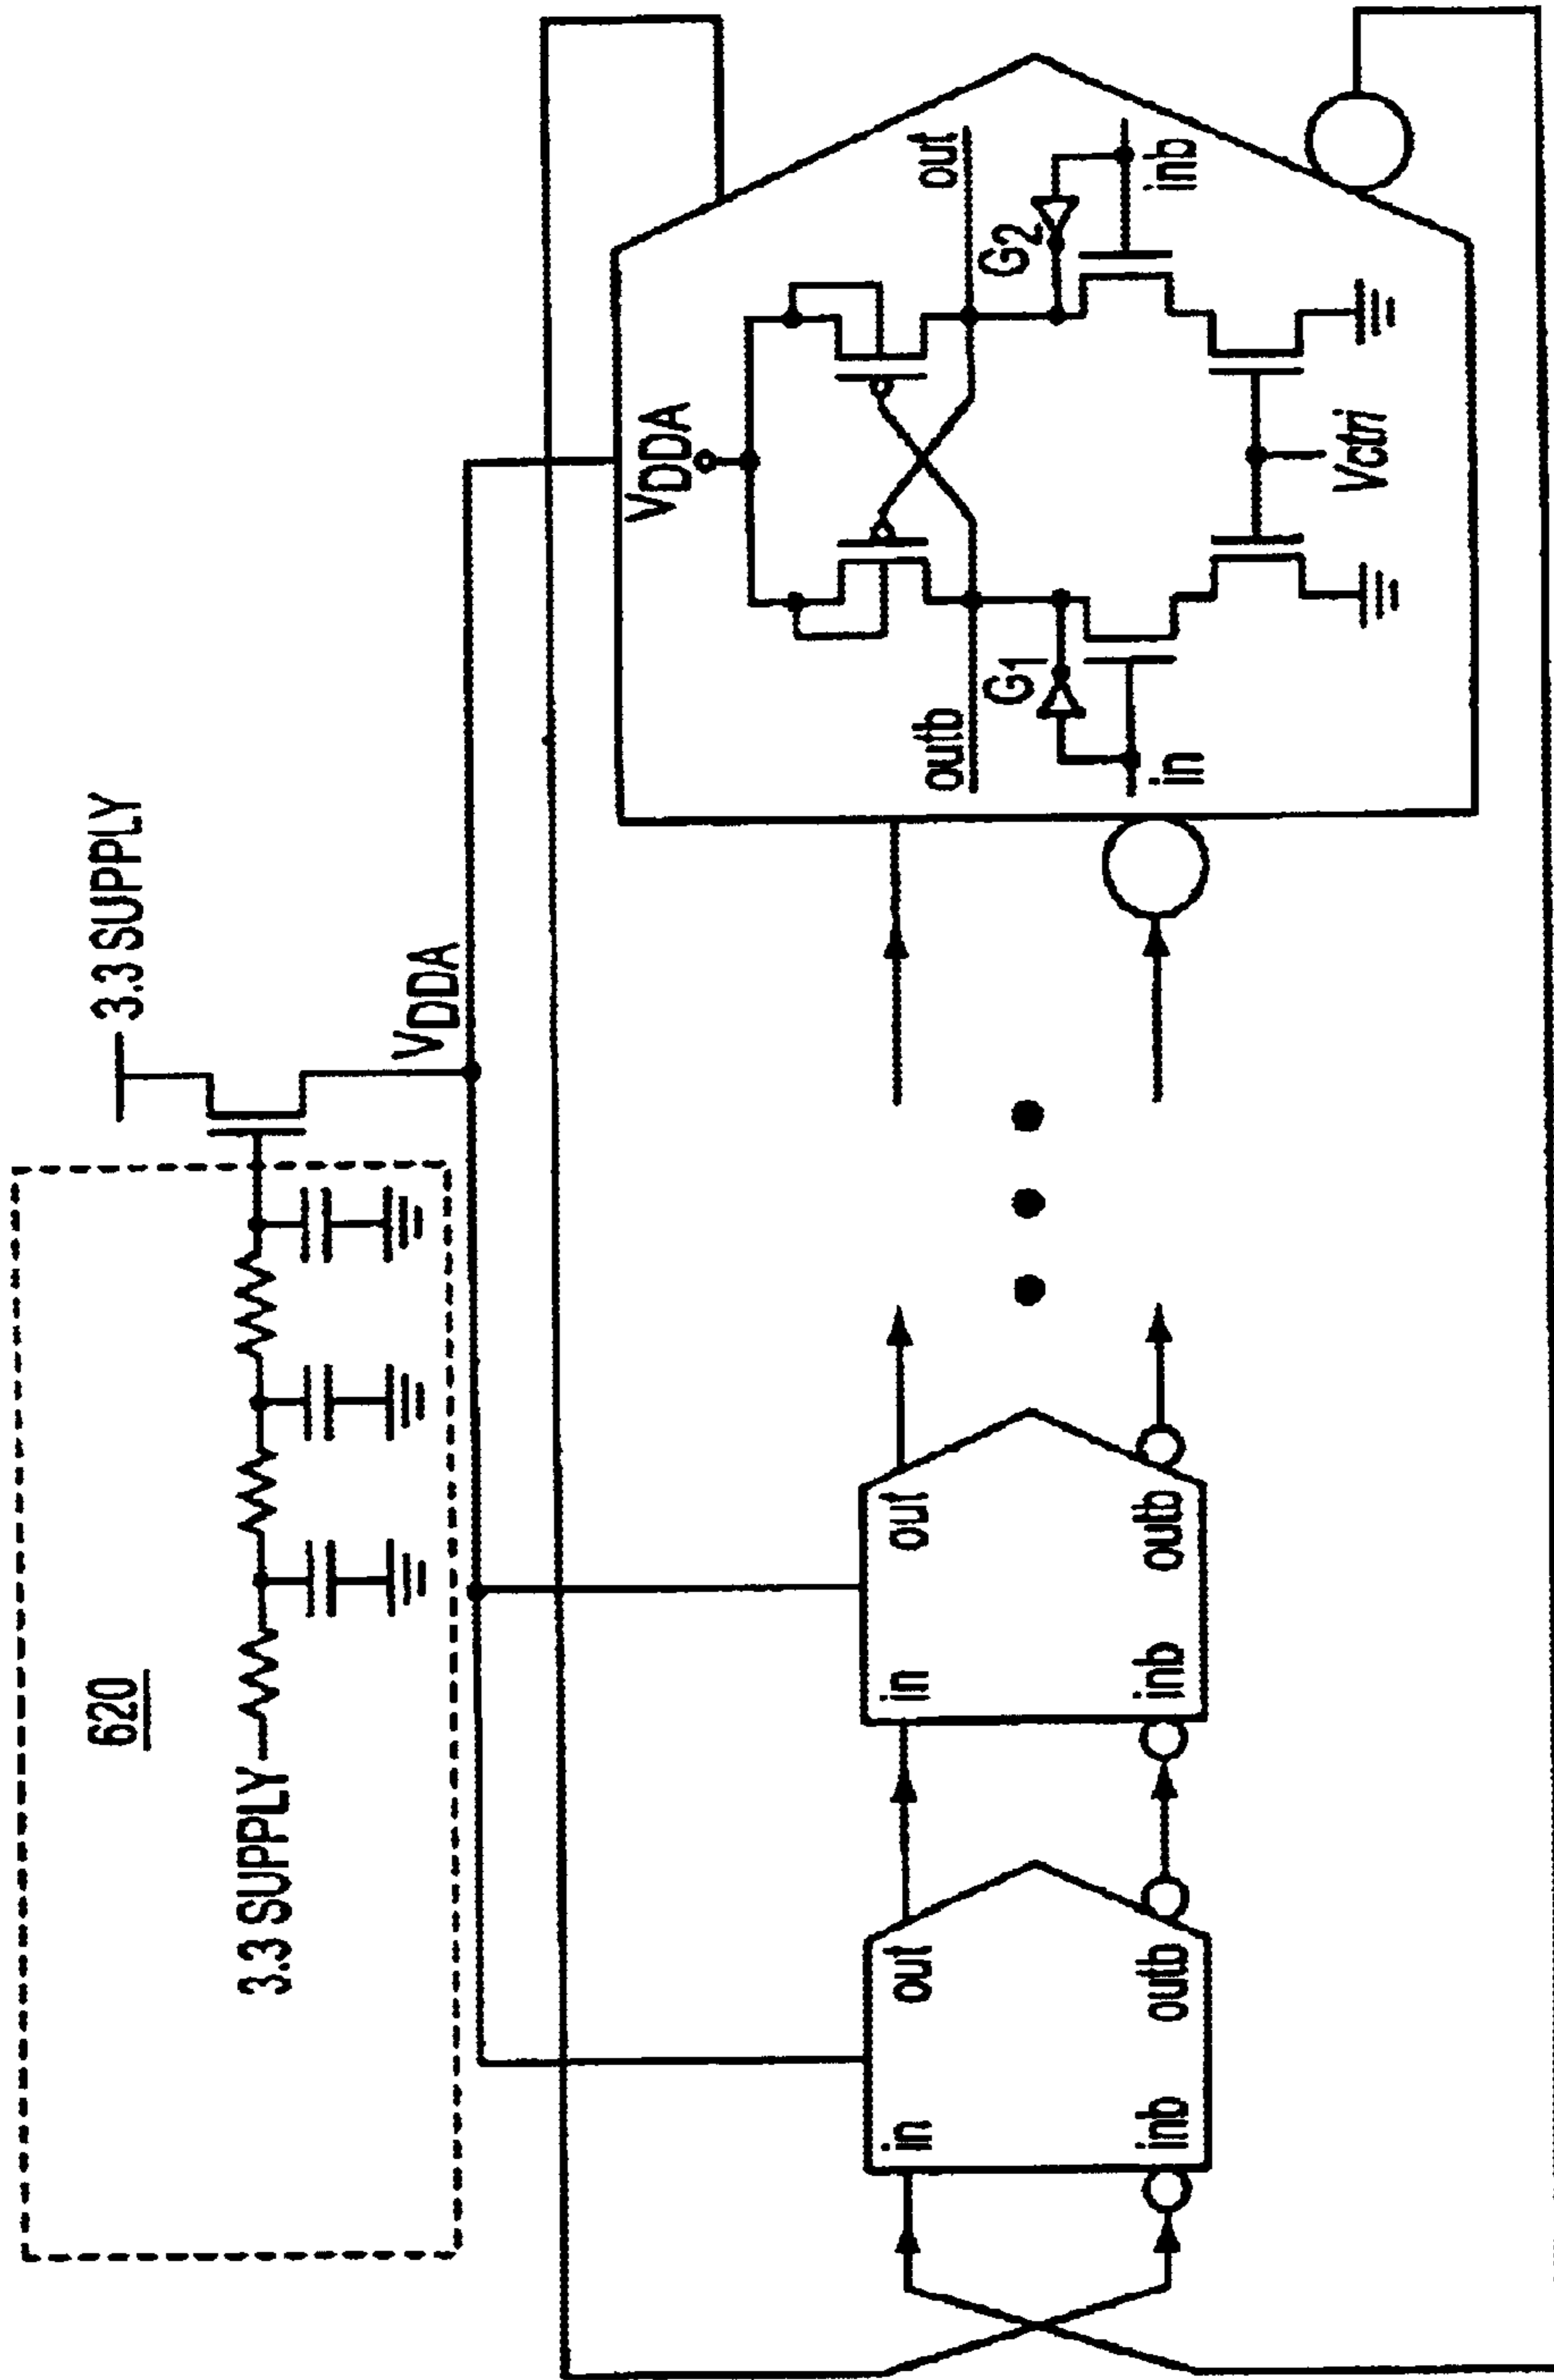 620
3.3 SUPPLY
3.3 SUPPLY
VDDA
in
out
inb
outb
in
out
inb
outb
VDDA
outb
out
G1
G2
in
inb
Vctrl